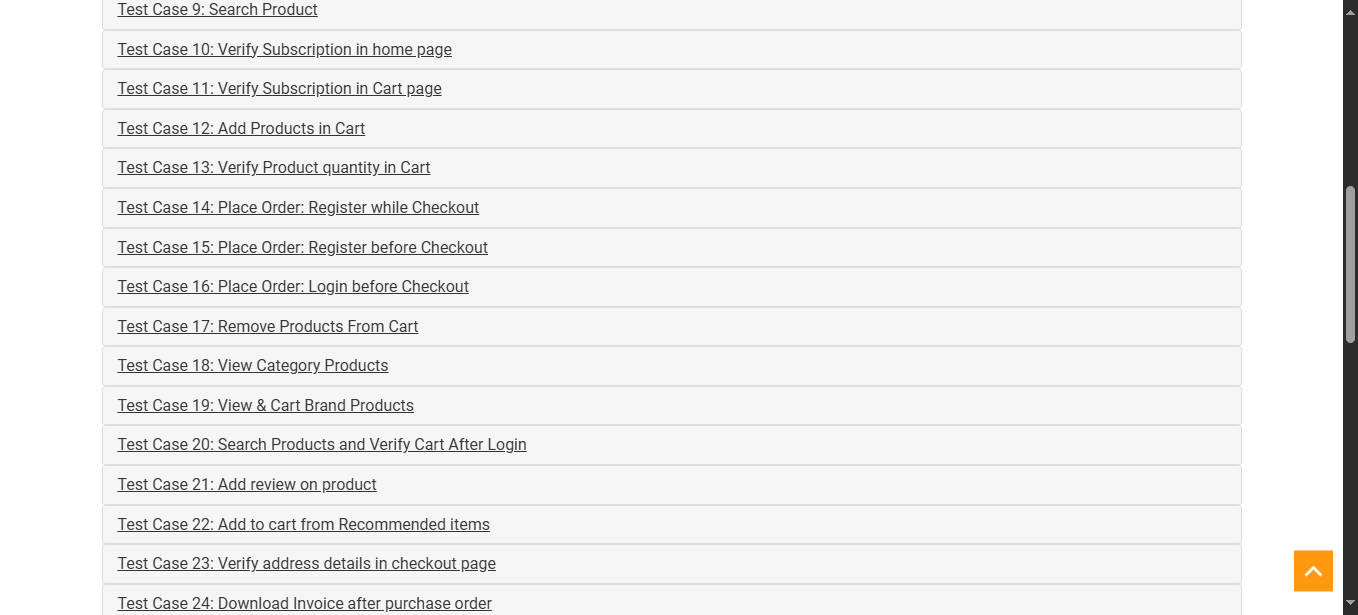 Test Case 9: Search Product
Test Case 10: Verify Subscription in home page
Test Case 11: Verify Subscription in Cart page
Test Case 12: Add Products in Cart
Test Case 13: Verify Product quantity in Cart
Test Case 14: Place Order: Register while Checkout
Test Case 15: Place Order: Register before Checkout
Test Case 16: Place Order: Login before Checkout
Test Case 17: Remove Products From Cart
Test Case 18: View Category Products
Test Case 19: View & Cart Brand Products
Test Case 20: Search Products and Verify Cart After Login
Test Case 21: Add review on product
Test Case 22: Add to cart from Recommended items
Test Case 23: Verify address details in checkout page
Test Case 24: Download Invoice after purchase order